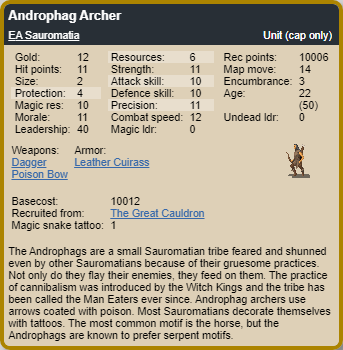 Androphag Archer
EA Sauromatia Unit (cap only)
Gold: 12 Resources: 6 Rec points: 10006
Hit points: 11 Strength: 11 Map move: 14
Size: 2 Attack skill: 10 Encumbrance: 3
Protection: 4 Defence skill: 10 Age: 22
Magic res: 10 Precision: 11 (50)
Morale: 11 Combat speed: 12 Undead ldr: 0
Leadership: 40 Magic ldr: 0
Weapons: Armor:
Dagger Leather Cuirass
Poison Bow
Basecost: 10012
Recruited from: The Great Cauldron
Magic snake tattoo: 1
The Androphags are a small Sauromatian tribe feared and shunned
even by other Sauromatians because of their gruesome practices.
Not only do they flay their enemies, they feed on them. The practice
of cannibalism was introduced by the Witch Kings and the tribe has
been called the Man Eaters ever since. Androphag archers use
arrows coated with poison. Most Sauromatians decorate themselves
with tattoos. The most common motif is the horse, but the
Androphags are known to prefer serpent motifs.